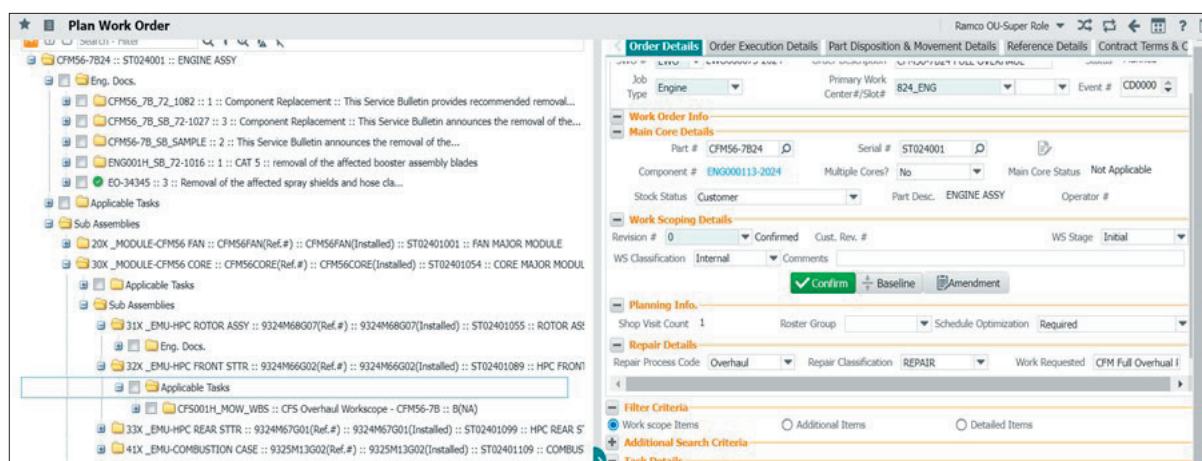 Plan Work Order
Ramco OU-Super Role
Search - Filter
CFM56-7B24 :: ST024001 :: ENGINE ASSY
Eng. Docs.
CFM56_7B_72_1082 :: 1 :: Component Replacement :: This Service Bulletin provides recommended removal...
CFM56_7B_SB_72-1027 :: 3 :: Component Replacement :: This Service Bulletin announces the removal of the...
CFM56-7B_SB_SAMPLE :: 2 :: This Service Bulletin announces the removal of the...
ENG001H_SB_72-1016 :: 1 :: CAT 5 :: removal of the affected booster assembly blades
EO-34345 :: 3 :: Removal of the affected spray shields and hose cla...
Applicable Tasks
Sub Assemblies
20X _MODULE-CFM56 FAN :: CFM56FAN(Ref.#) :: CFM56FAN(Installed) :: ST02401001 :: FAN MAJOR MODULE
30X _MODULE-CFM56 CORE :: CFM56CORE(Ref.#) :: CFM56CORE(Installed) :: ST02401054 :: CORE MAJOR MODUL
Applicable Tasks
Sub Assemblies
31X _EMU-HPC ROTOR ASSY :: 9324M68G07(Ref.#) :: 9324M68G07(Installed) :: ST02401055 :: ROTOR ASS
Eng. Docs.
32X _EMU-HPC FRONT STTR :: 9324M66G02(Ref.#) :: 9324M66G02(Installed) :: ST02401089 :: HPC FRONT
Applicable Tasks
CFS001H_MOW_WBS :: CFS Overhaul Workscope - CFM56-7B :: B(NA)
33X _EMU-HPC REAR STTR :: 9324M67G01(Ref.#) :: 9324M67G01(Installed) :: ST02401099 :: HPC REAR ST
41X _EMU-COMBUSTION CASE :: 9325M13G02(Ref.#) :: 9325M13G02(Installed) :: ST02401109 :: COMBUS
Order Details Order Execution Details Part Disposition & Movement Details Reference Details Contract Terms & C
Job Type Engine Primary Work Center#/Slot# 824_ENG Event # CD0000
Work Order Info
Main Core Details
Part # CFM56-7B24 Serial # ST024001
Component # ENG000113-2024 Multiple Cores? No Main Core Status Not Applicable
Stock Status Customer Part Desc. ENGINE ASSY Operator #
Work Scoping Details
Revision # 0 Confirmed Cust. Rev. # WS Stage Initial
WS Classification Internal Comments
Confirm Baseline Amendment
Planning Info.
Shop Visit Count 1 Roster Group Schedule Optimization Required
Repair Details
Repair Process Code Overhaul Repair Classification REPAIR Work Requested CFM Full Overhual
Filter Criteria
Work scope Items Additional Items Detailed Items
Additional Search Criteria